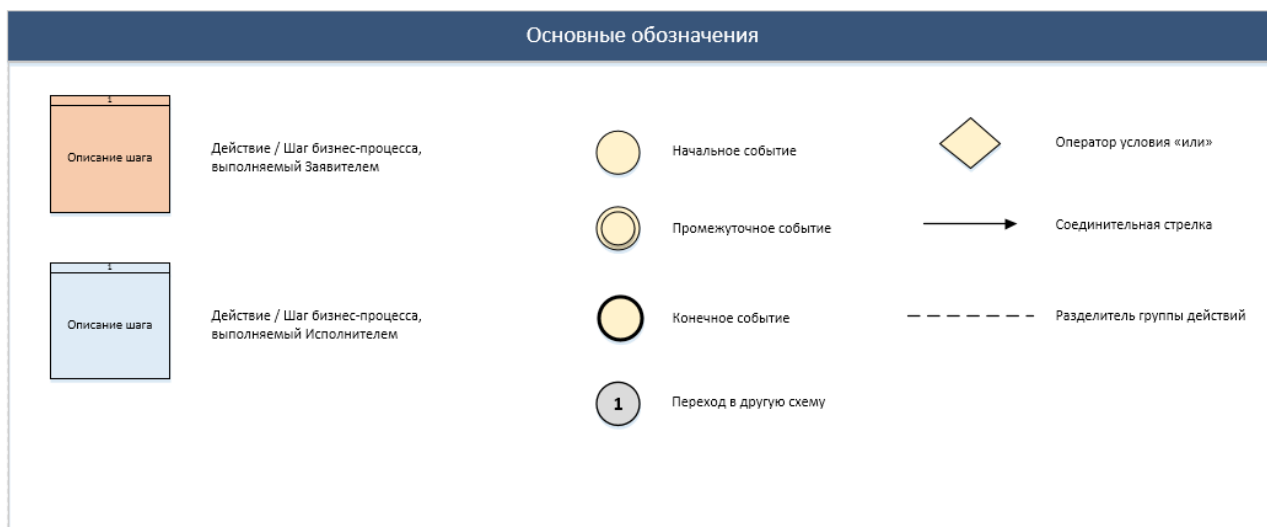 Основные обозначения
1
Описание шага
Действие / Шаг бизнес-процесса,
выполняемый Заявителем
1
Описание шага
Действие / Шаг бизнес-процесса,
выполняемый Исполнителем
Начальное событие
Промежуточное событие
Конечное событие
1
Переход в другую схему
Оператор условия «или»
Соединительная стрелка
Разделитель группы действий